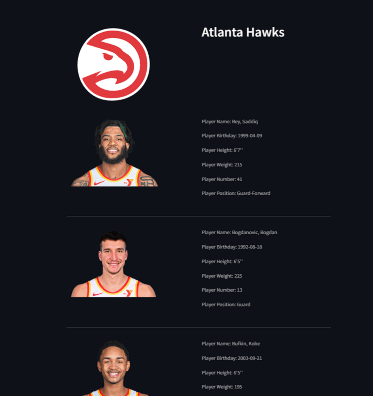 Atlanta Hawks
Player Name: Bey, Saddiq
Player Birthday: 1999-04-09
Player Height: 6'7"
Player Weight: 215
Player Number: 41
Player Position: Guard-Forward
Player Name: Bogdanovic, Bogdan
Player Birthday: 1992-08-18
Player Height: 6'5"
Player Weight: 225
Player Number: 13
Player Position: Guard
Player Name: Bufkin, Kobe
Player Birthday: 2003-09-21
Player Height: 6'5"
Player Weight: 195